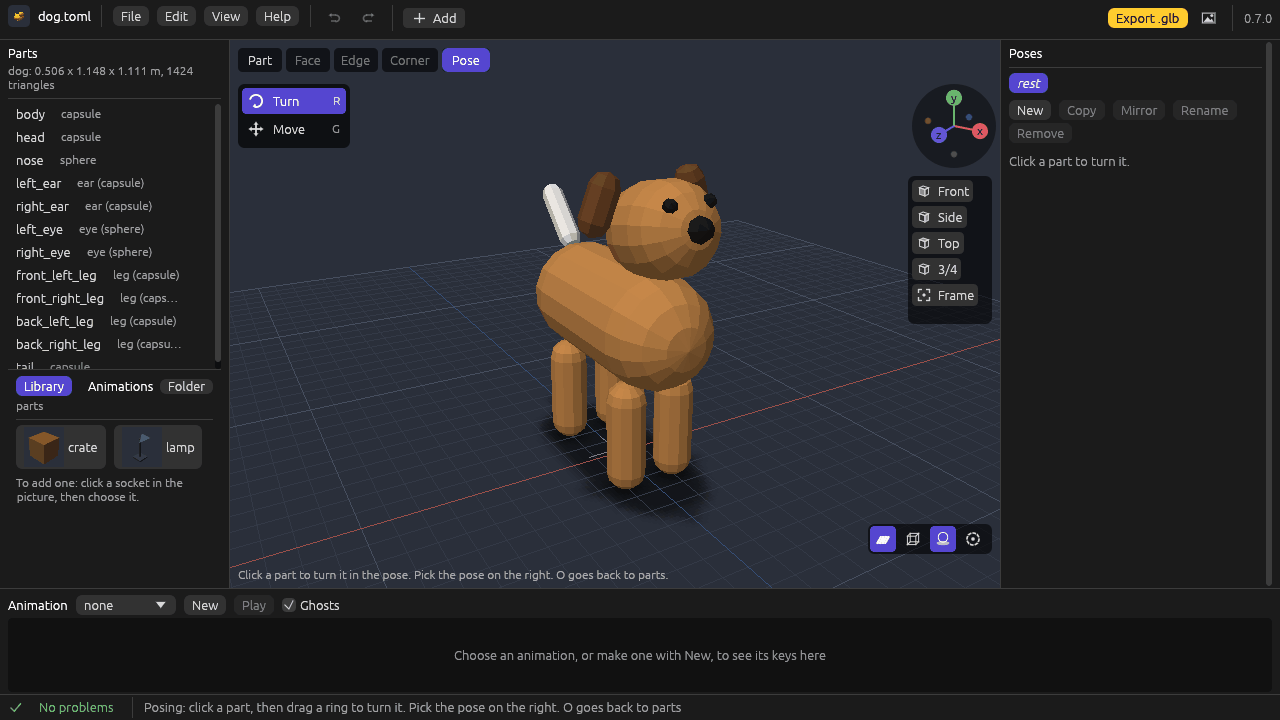 dog.toml File Edit View Help + Add Export .glb 0.7.0
Parts
dog: 0.506 x 1.148 x 1.111 m, 1424
triangles
body capsule
head capsule
nose sphere
left_ear ear (capsule)
right_ear ear (capsule)
left_eye eye (sphere)
right_eye eye (sphere)
front_left_leg leg (capsule)
front_right_leg leg (caps…
back_left_leg leg (capsule)
back_right_leg leg (capsu…
tail capsule
Library Animations Folder
parts
crate lamp
To add one: click a socket in the
picture, then choose it.
Part Face Edge Corner Pose
Turn R
Move G
y
x
z
Front
Side
Top
3/4
Frame
Click a part to turn it in the pose. Pick the pose on the right. O goes back to parts.
Poses
rest
New Copy Mirror Rename
Remove
Click a part to turn it.
Animation none New Play Ghosts
Choose an animation, or make one with New, to see its keys here
No problems Posing: click a part, then drag a ring to turn it. Pick the pose on the right. O goes back to parts